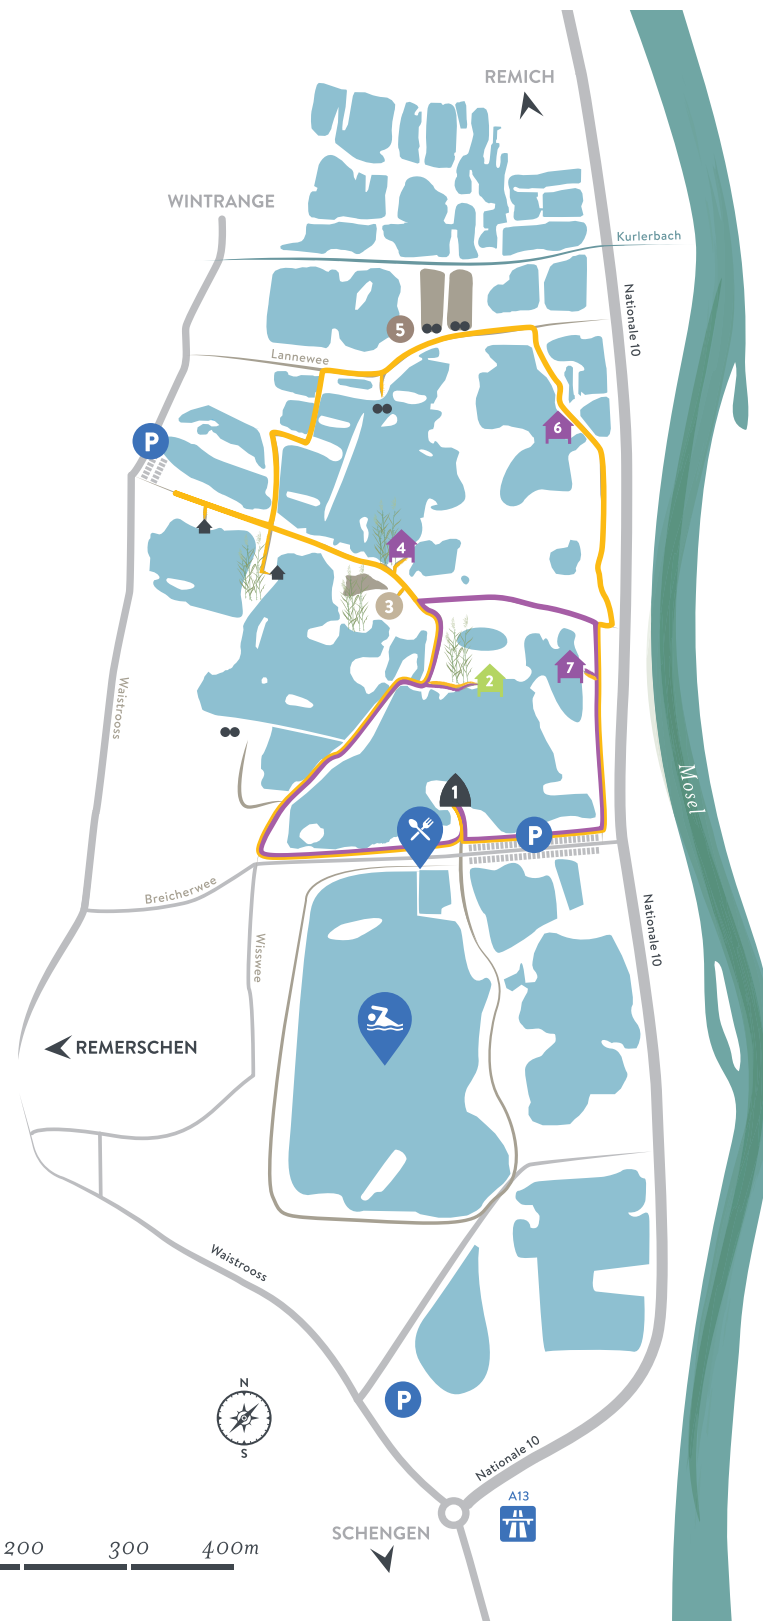 REMICH
WINTRANGE
Kurlerbach
Nationale 10
5
Lannewee
6
P
4
3
7
2
Waistrooss
Mosel
1
P
Breicherwee
Nationale 10
Wisswee
REMERSCHEN
Waistrooss
N
S
P
Nationale 10
A13
SCHENGEN
200 300 400m